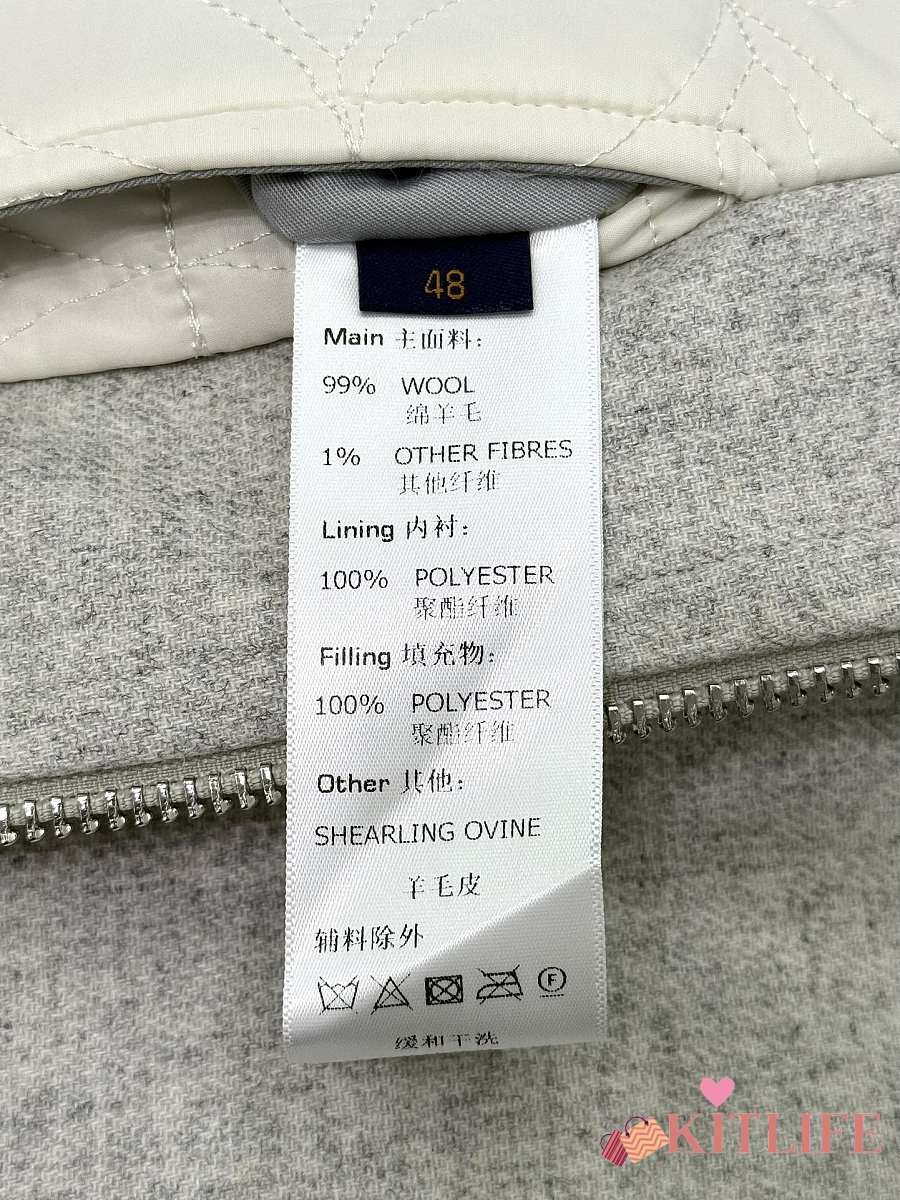 48
Main 主面料:
99% WOOL
绵羊毛
1% OTHER FIBRES
其他纤维
Lining 内衬:
100% POLYESTER
聚酯纤维
Filling 填充物:
100% POLYESTER
聚酯纤维
Other 其他:
SHEARLING OVINE
羊毛皮
辅料除外
F
缓和干洗
KITLIFE